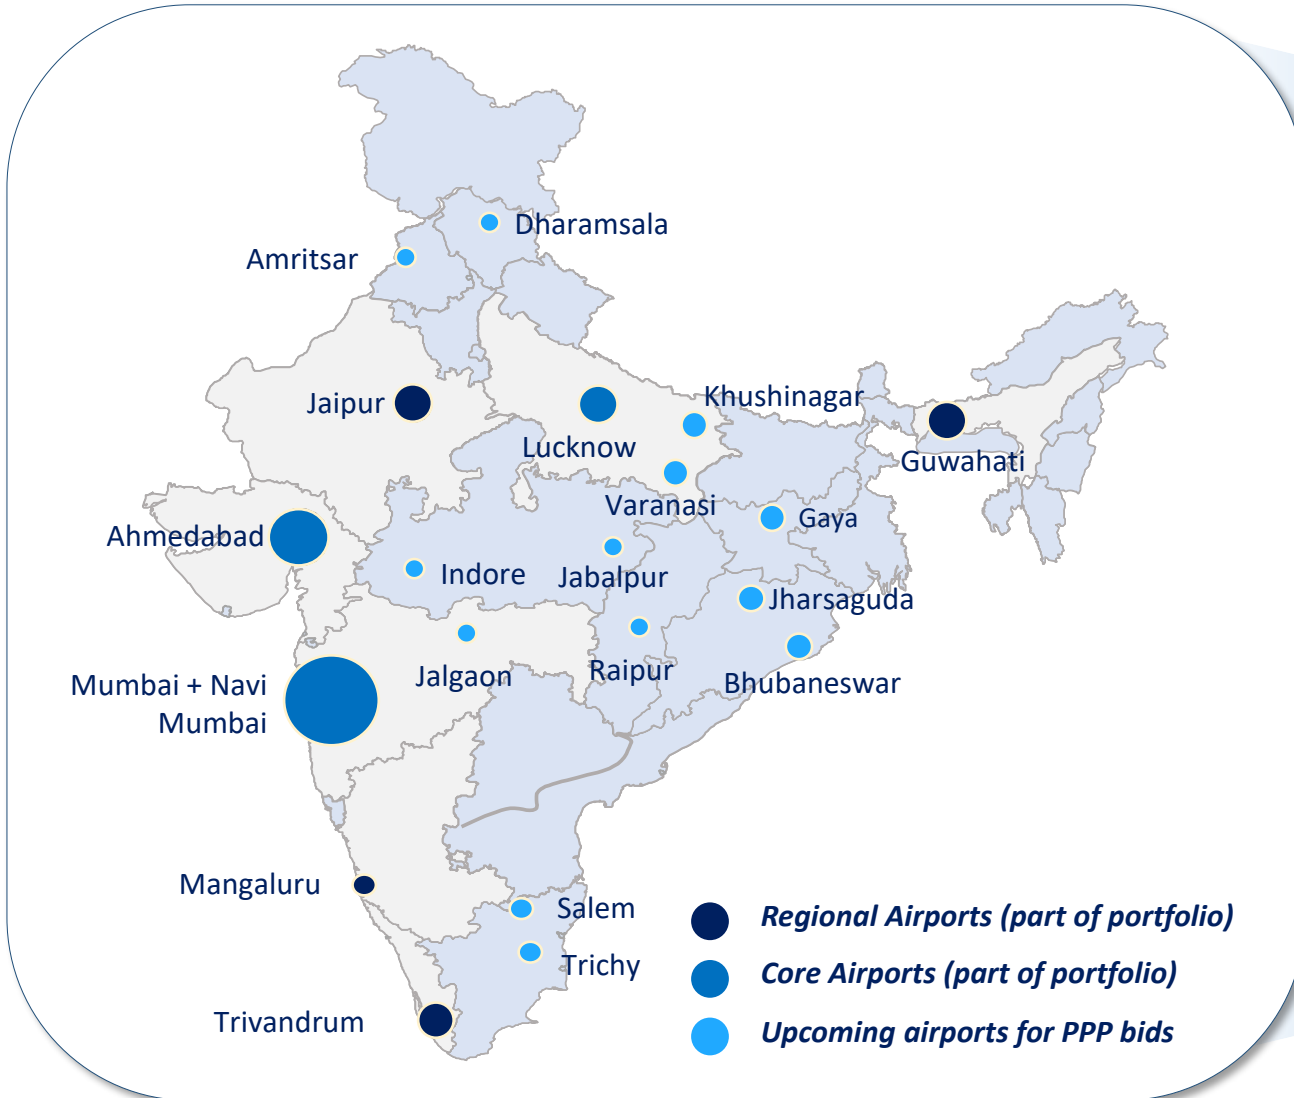 Dharamsala
Amritsar
Khushinagar
Jaipur
Lucknow
Guwahati
Varanasi
Gaya
Ahmedabad
Indore
Jabalpur
Jharsaguda
Jalgaon
Raipur
Bhubaneswar
Mumbai + Navi
Mumbai
Mangaluru
Salem
Trichy
Trivandrum
Regional Airports (part of portfolio)
Core Airports (part of portfolio)
Upcoming airports for PPP bids